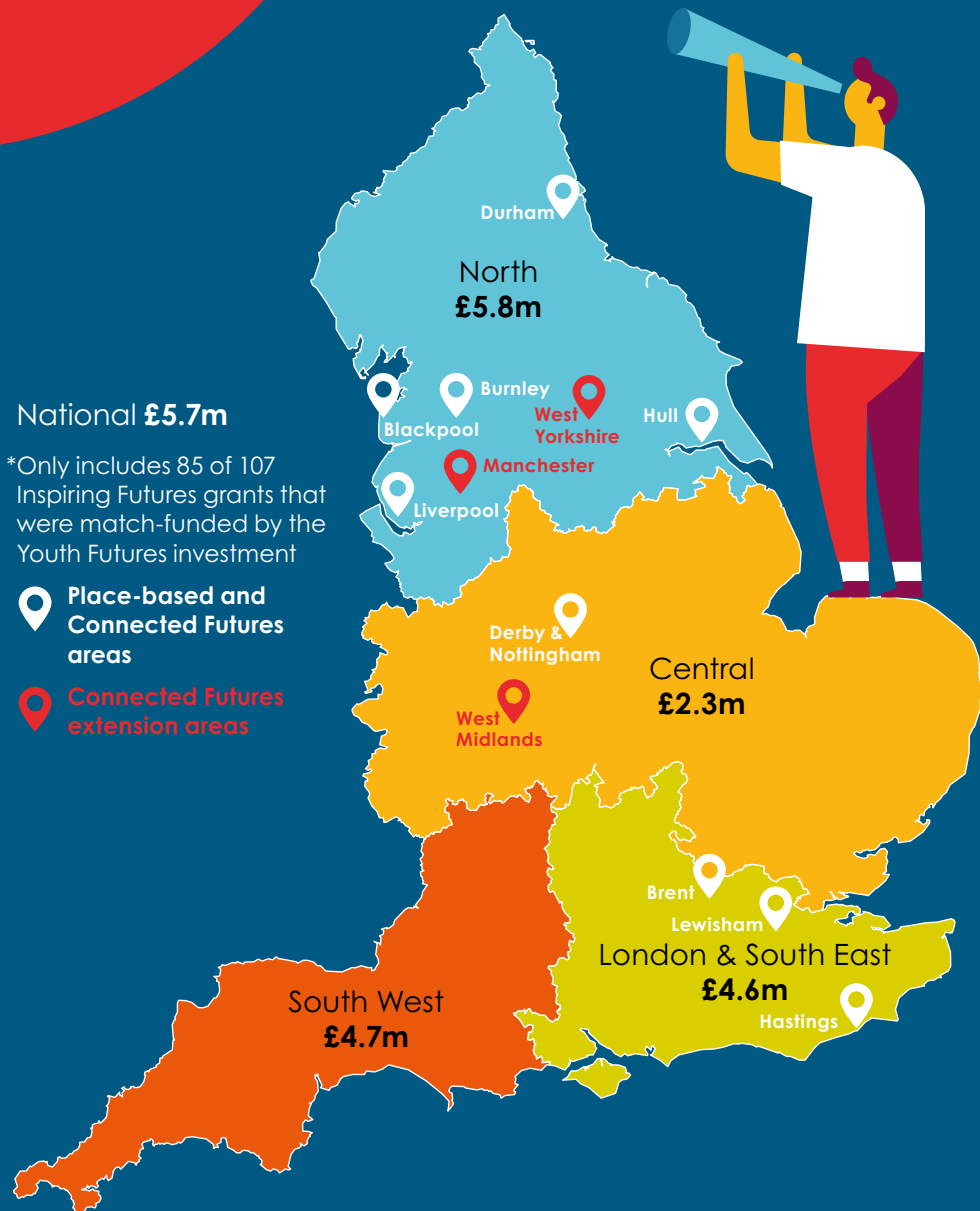 Durham
North
£5.8m
Burnley
Blackpool
West
Yorkshire
Hull
Manchester
Liverpool
National £5.7m
*Only includes 85 of 107
Inspiring Futures grants that
were match-funded by the
Youth Futures investment
Place-based and
Connected Futures
areas
Connected Futures
extension areas
Derby &
Nottingham
Central
£2.3m
West
Midlands
Brent
Lewisham
London & South East
£4.6m
Hastings
South West
£4.7m